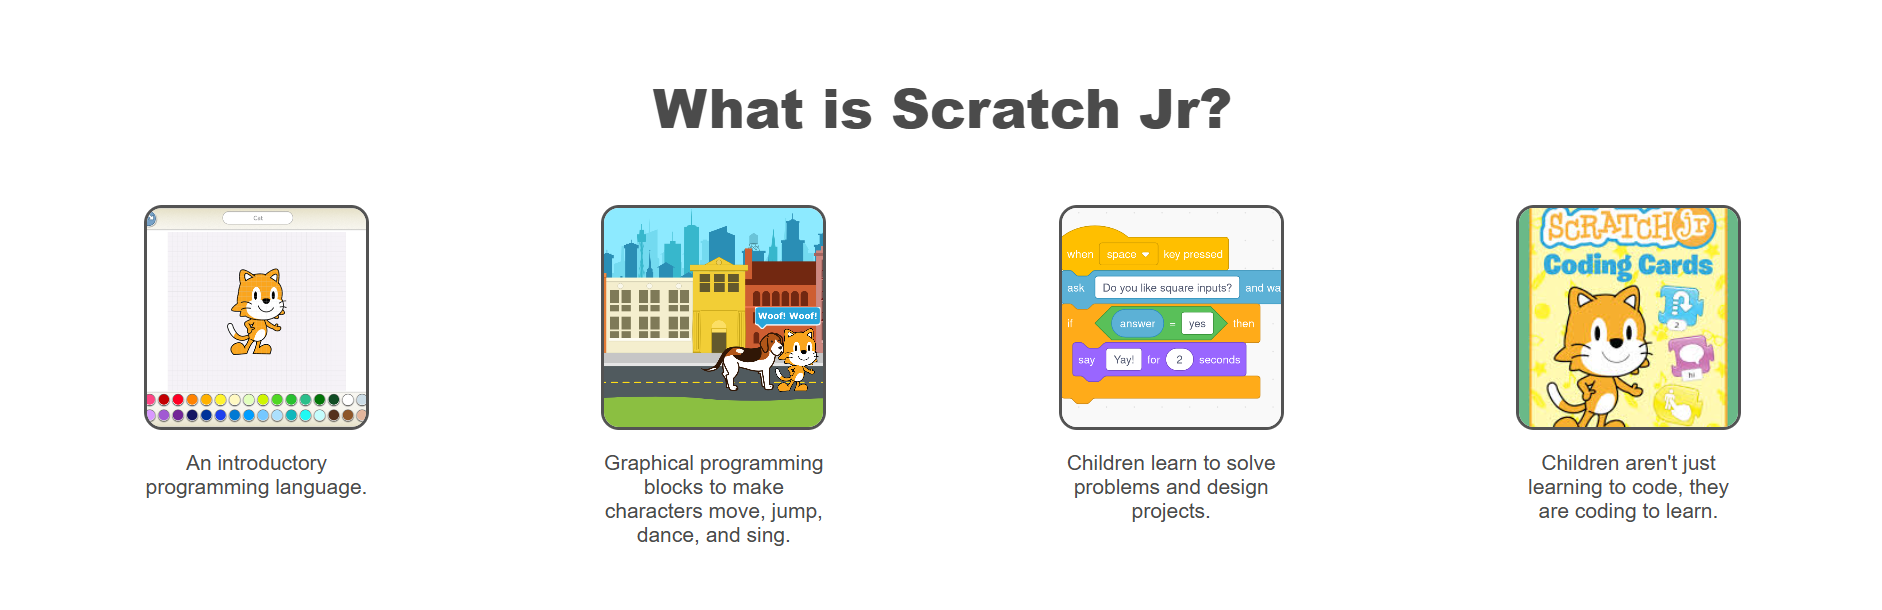 What is Scratch Jr?
Cat
An introductory
programming language.
Woof! Woof!
Graphical programming
blocks to make
characters move, jump,
dance, and sing.
when space key pressed
ask Do you like square inputs? and wa
if answer = yes then
say Yay! for 2 seconds
Children learn to solve
problems and design
projects.
SCRATCH jr
Coding Cards
2
hi
Children aren't just
learning to code, they
are coding to learn.